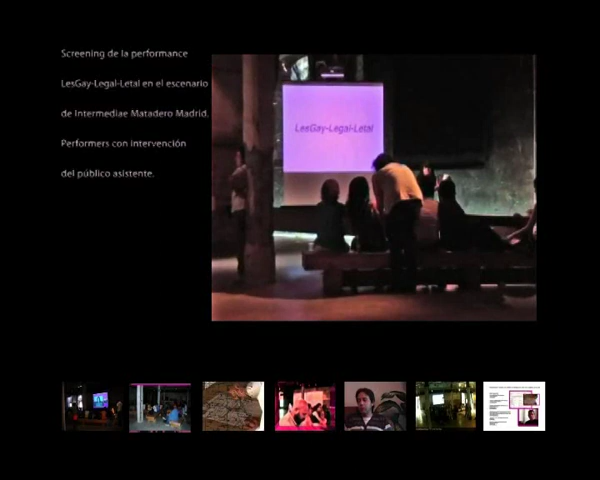 Screening de la performance
LesGay-Legal-Letal en el escenario
de Intermediae Matadero Madrid.
Performers con intervención
del público asistente.
LesGay-Legal-Letal